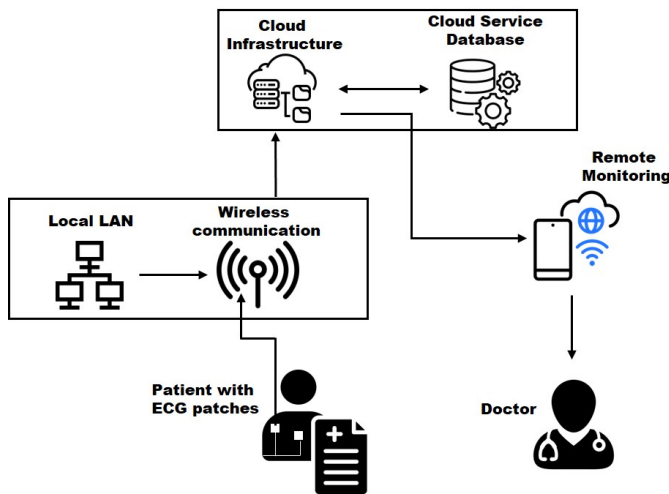 Cloud
Infrastructure
Cloud Service
Database
Remote
Monitoring
Local LAN
Wireless
communication
Patient with
ECG patches
Doctor